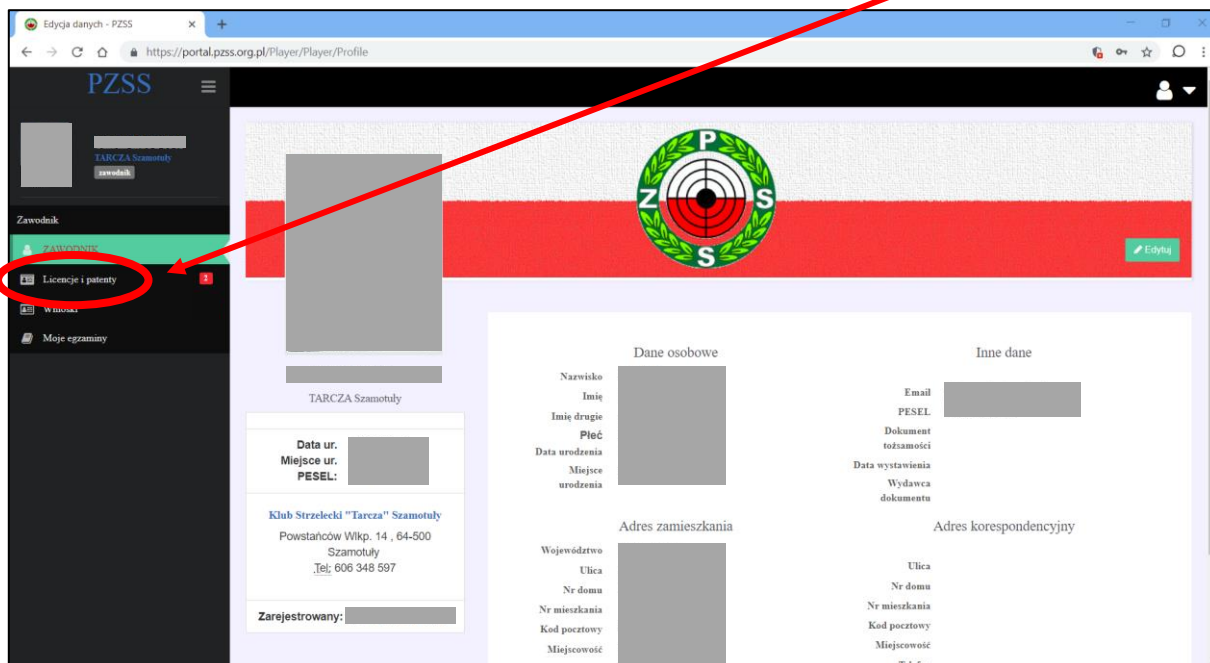 Edycja danych - PZSS
https://portal.pzss.org.pl/Player/Player/Profile
PZSS
TARCZA Szamotuły
zawodnik
Zawodnik
ZAWODNIK
Licencje i patenty
2
Wnioski
Moje egzaminy
P
Z
S
S
Edytuj
TARCZA Szamotuły
Data ur.
Miejsce ur.
PESEL:
Klub Strzelecki "Tarcza" Szamotuły
Powstańców Wlkp. 14 , 64-500
Szamotuły
Tel: 606 348 597
Zarejestrowany:
Dane osobowe
Nazwisko
Imię
Imię drugie
Płeć
Data urodzenia
Miejsce
urodzenia
Inne dane
Email
PESEL
Dokument
tożsamości
Data wystawienia
Wydawca
dokumentu
Adres zamieszkania
Województwo
Ulica
Nr domu
Nr mieszkania
Kod pocztowy
Miejscowość
Adres korespondencyjny
Ulica
Nr domu
Nr mieszkania
Kod pocztowy
Miejscowość